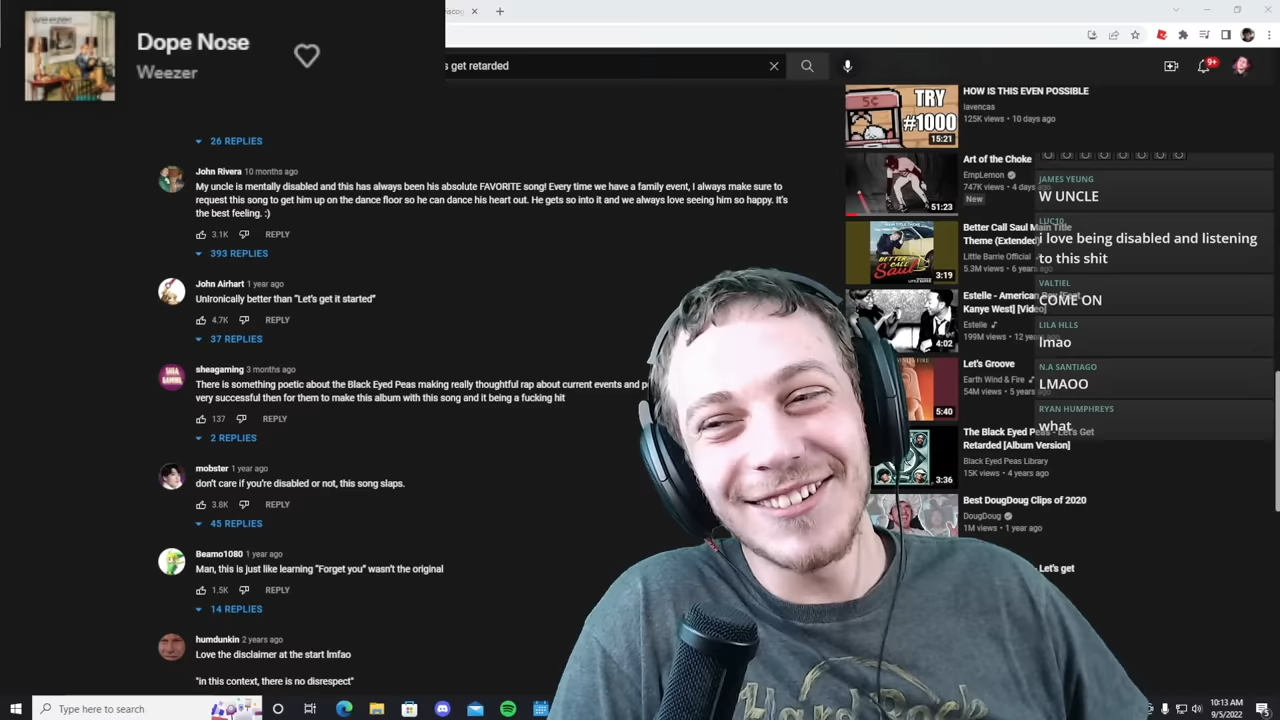 Dope Nose
Weezer
s get retarded
9+
26 REPLIES
John Rivera 10 months ago
My uncle is mentally disabled and this has always been his absolute FAVORITE song! Every time we have a family event, I always make sure to
request this song to get him up on the dance floor so he can dance his heart out. He gets so into it and we always love seeing him so happy. It's
the best feeling. :)
3.1K REPLY
393 REPLIES
John Airhart 1 year ago
Unironically better than "Let's get it started"
4.7K REPLY
37 REPLIES
sheagaming 3 months ago
There is something poetic about the Black Eyed Peas making really thoughtful rap about current events and p
very successful then for them to make this album with this song and it being a fucking hit
137 REPLY
2 REPLIES
mobster 1 year ago
don't care if you're disabled or not, this song slaps.
3.8K REPLY
45 REPLIES
Beamo1080 1 year ago
Man, this is just like learning "Forget you" wasn't the original
1.5K REPLY
14 REPLIES
humdunkin 2 years ago
Love the disclaimer at the start lmfao
"in this context, there is no disrespect"
5¢ TRY
#1000
15:21
HOW IS THIS EVEN POSSIBLE
lavencas
125K views • 10 days ago
51:23
Art of the Choke
EmpLemon
747K views • 4 days
New
BETTER
CALL
Saul
3:19
Better Call Saul Main Title
Theme (Extended)
Little Barrie Official
5.3M views • 6 years ago
4:02
Estelle - American
Kanye West] [Video]
Estelle
199M views • 12
5:40
Let's Groove
Earth Wind & Fire
54M views • 5 years
3:36
The Black Eyed Peas - Let's Get
Retarded [Album Version]
Black Eyed Peas Library
15K views • 4 years ago
Best DougDoug Clips of 2020
DougDoug
1M views • 1 year ago
Let's get
JAMES YEUNG
W UNCLE
LUC10
i love being disabled and listening
to this shit
VALTIEL
COME ON
LILA HLLS
lmao
N.A SANTIAGO
LMAOO
RYAN HUMPHREYS
what
SHEA
GAMING
Hard Rock
Type here to search
10:13 AM
9/5/2022